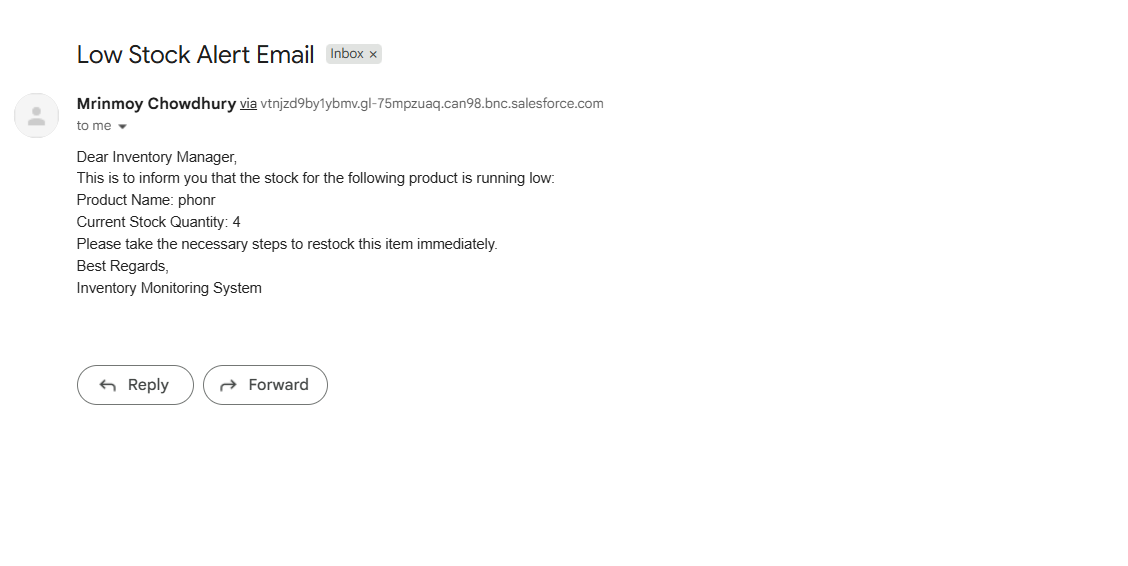 Low Stock Alert Email Inbox ×
Mrinmoy Chowdhury via vtnjzd9by1ybmv.gl-75mpzuaq.can98.bnc.salesforce.com
to me
Dear Inventory Manager,
This is to inform you that the stock for the following product is running low:
Product Name: phonr
Current Stock Quantity: 4
Please take the necessary steps to restock this item immediately.
Best Regards,
Inventory Monitoring System
Reply Forward